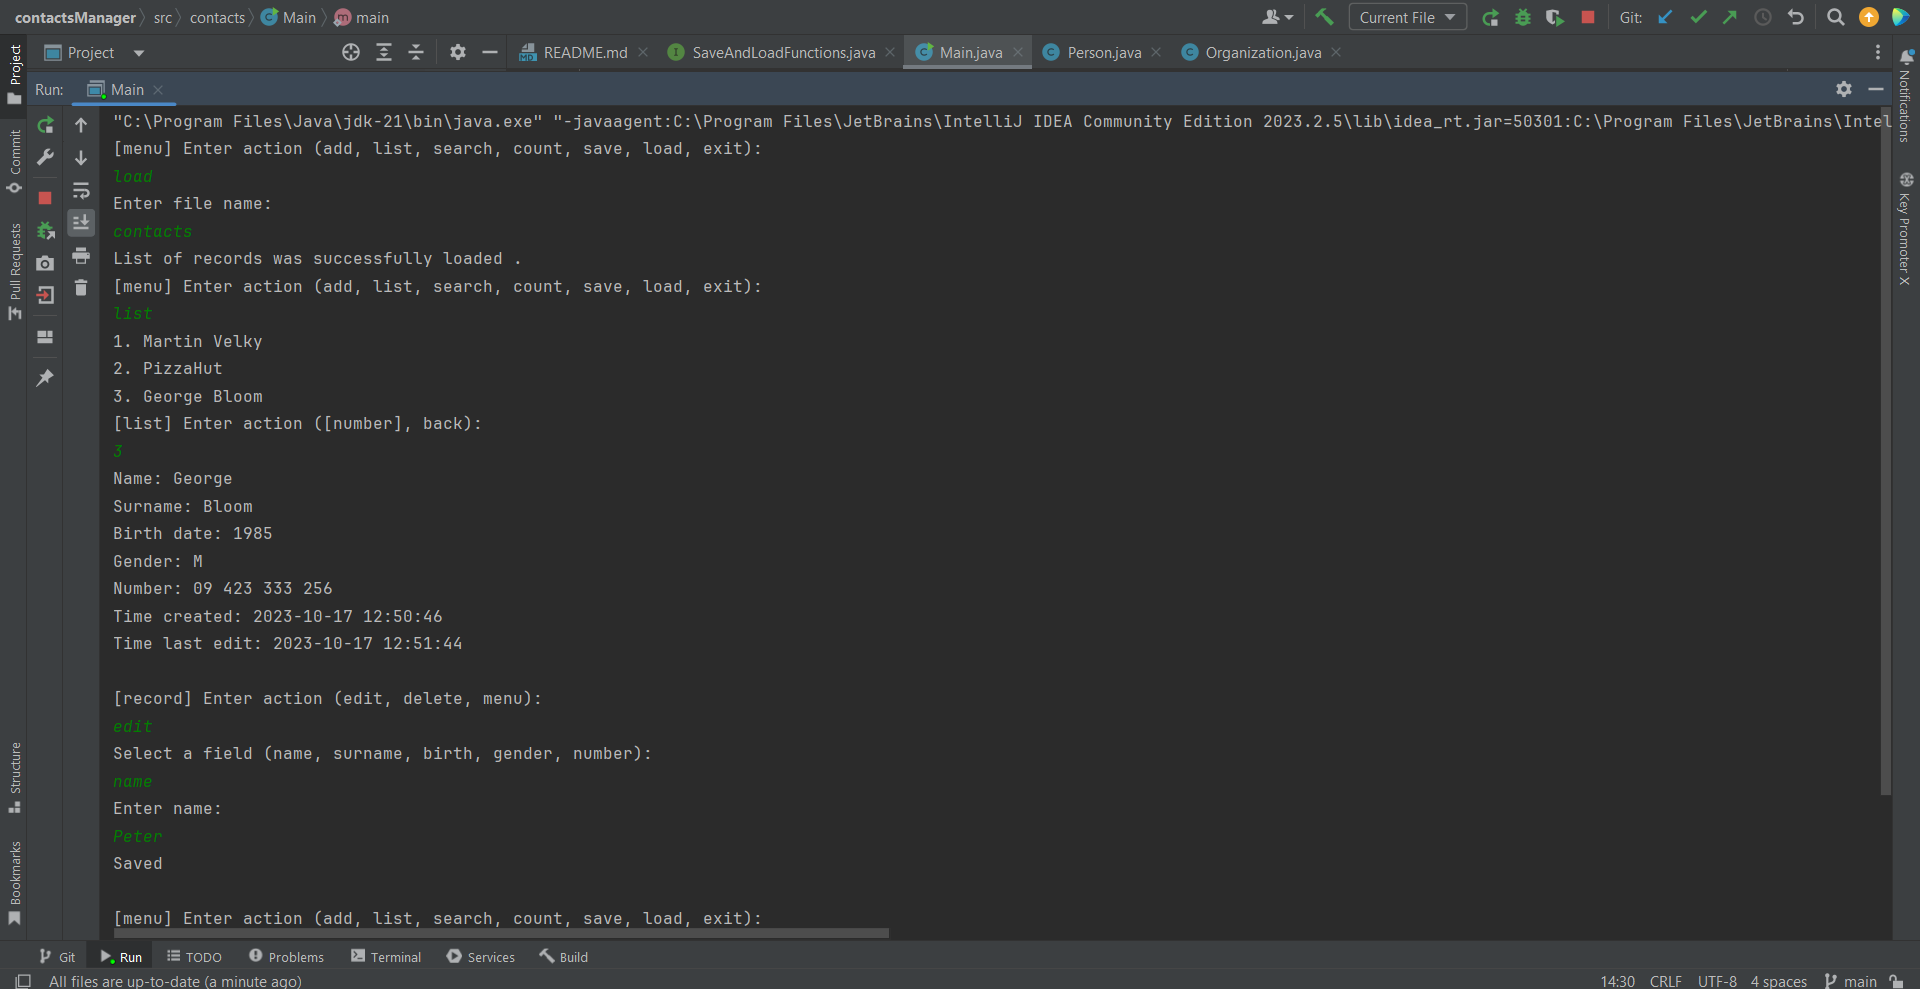 contactsManager src contacts Main main Current File Git:
Project README.md SaveAndLoadFunctions.java Main.java Person.java Organization.java
Run: Main
"C:\Program Files\Java\jdk-21\bin\java.exe" "-javaagent:C:\Program Files\JetBrains\IntelliJ IDEA Community Edition 2023.2.5\lib\idea_rt.jar=50301:C:\Program Files\JetBrains\Intel
[menu] Enter action (add, list, search, count, save, load, exit):
load
Enter file name:
contacts
List of records was successfully loaded .
[menu] Enter action (add, list, search, count, save, load, exit):
list
1. Martin Velky
2. PizzaHut
3. George Bloom
[list] Enter action ([number], back):
3
Name: George
Surname: Bloom
Birth date: 1985
Gender: M
Number: 09 423 333 256
Time created: 2023-10-17 12:50:46
Time last edit: 2023-10-17 12:51:44
[record] Enter action (edit, delete, menu):
edit
Select a field (name, surname, birth, gender, number):
name
Enter name:
Peter
Saved
[menu] Enter action (add, list, search, count, save, load, exit):
Project
Commit
Pull Requests
Structure
Bookmarks
Notifications
Key Promoter X
Git Run TODO Problems Terminal Services Build
All files are up-to-date (a minute ago) 14:30 CRLF UTF-8 4 spaces main